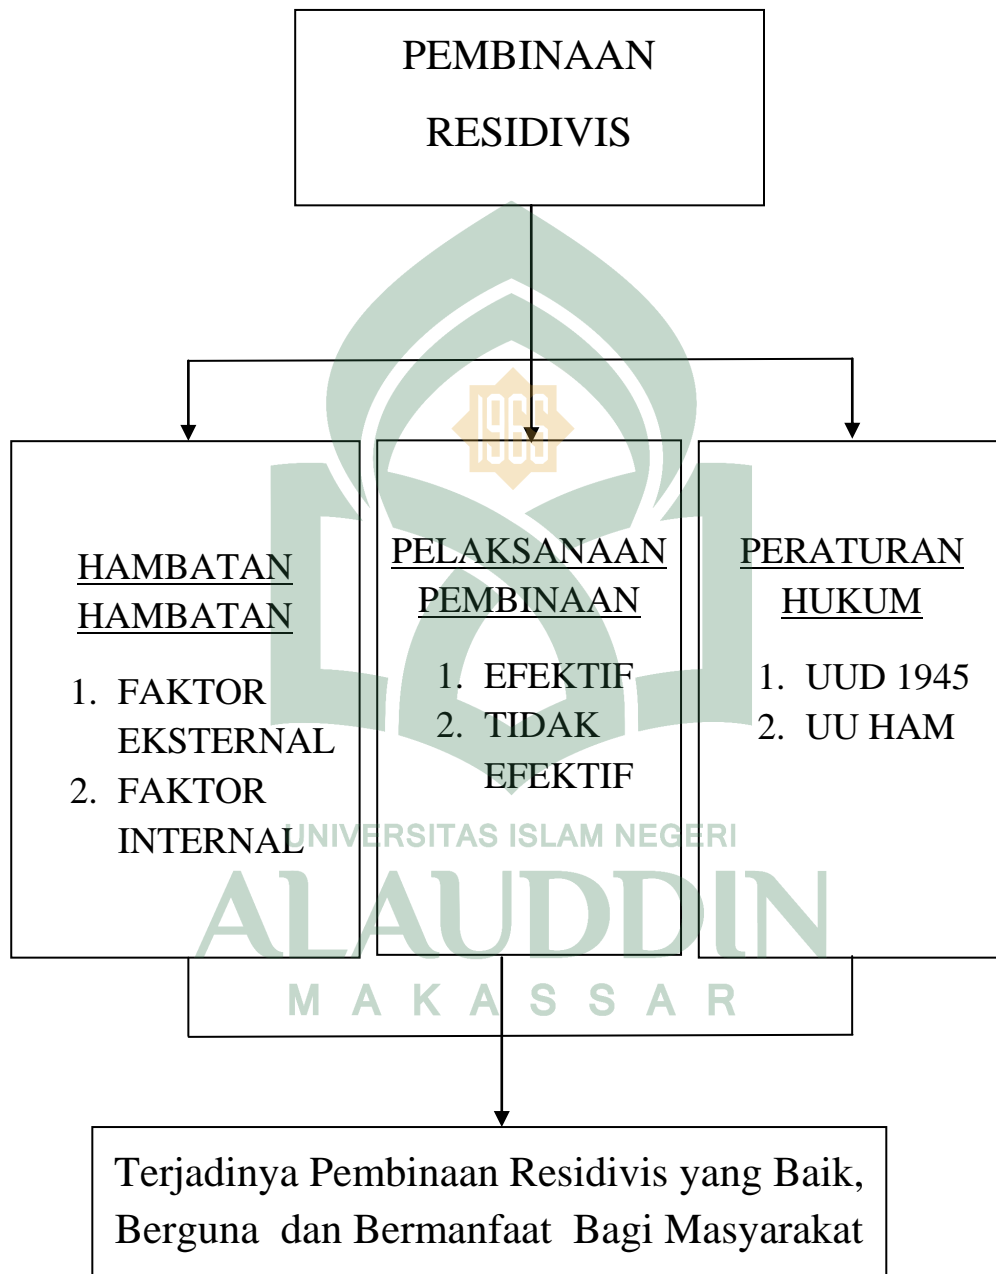 PEMBINAAN
RESIDIVIS
1965
HAMBATAN
HAMBATAN
1. FAKTOR
EKSTERNAL
2. FAKTOR
INTERNAL
PELAKSANAAN
PEMBINAAN
1. EFEKTIF
2. TIDAK
EFEKTIF
PERATURAN
HUKUM
1. UUD 1945
2. UU HAM
UNIVERSITAS ISLAM NEGERI
ALAUDDIN
MAKASSAR
Terjadinya Pembinaan Residivis yang Baik,
Berguna dan Bermanfaat Bagi Masyarakat